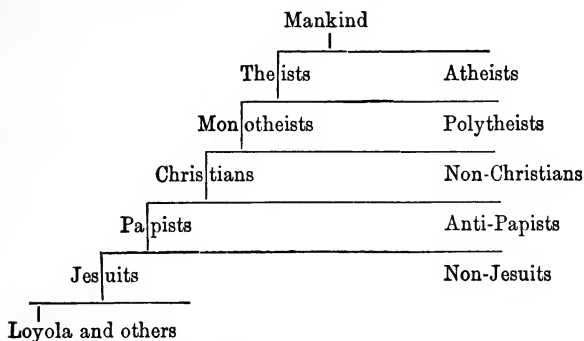 Mankind
Theists Atheists
Monotheists Polytheists
Christians Non-Christians
Papists Anti-Papists
Jesuits Non-Jesuits
Loyola and others